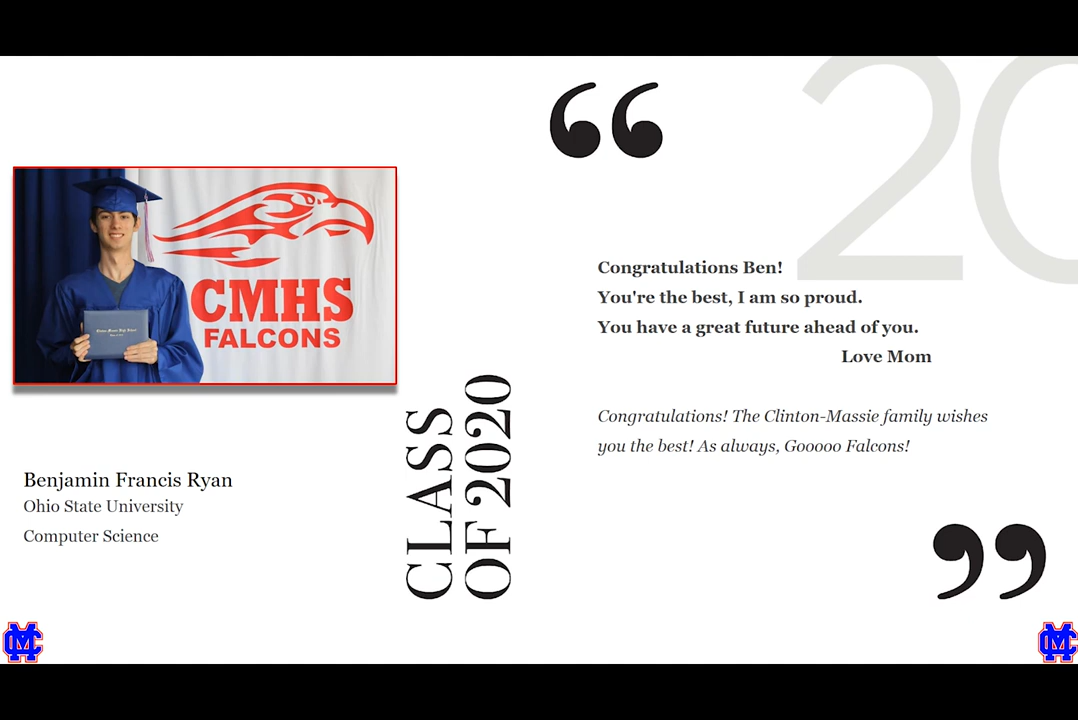 20
CMHS
FALCONS
Congratulations Ben!
You're the best, I am so proud.
You have a great future ahead of you.
Love Mom
Congratulations! The Clinton-Massie family wishes
you the best! As always, Gooooo Falcons!
CLASS
OF 2020
Benjamin Francis Ryan
Ohio State University
Computer Science
CM
CM